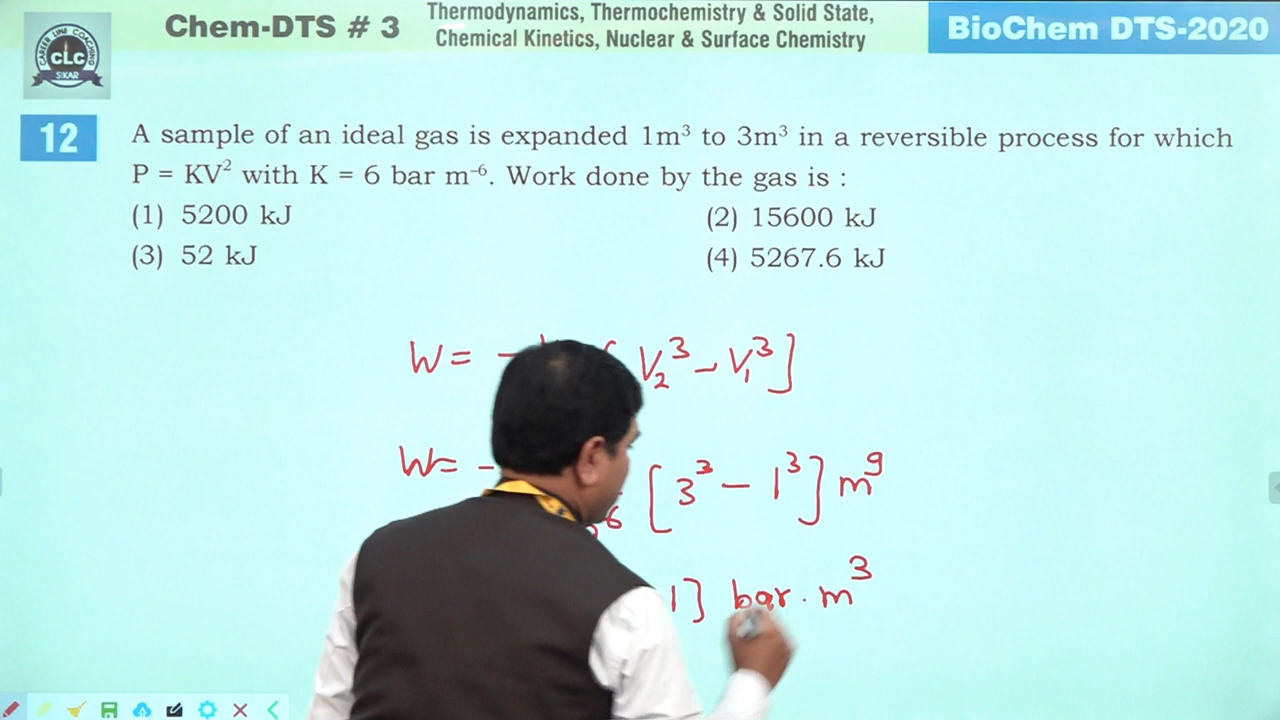 Chem-DTS # 3
Thermodynamics, Thermochemistry & Solid State,
Chemical Kinetics, Nuclear & Surface Chemistry
BioChem DTS-2020
CAREER LINE COACHING
CLC
SIKAR
12
A sample of an ideal gas is expanded 1m³ to 3m³ in a reversible process for which
P = KV² with K = 6 bar m⁻⁶. Work done by the gas is :
(1) 5200 kJ
(2) 15600 kJ
(3) 52 kJ
(4) 5267.6 kJ
W = - V₂³ - V₁³]
W = - [3³ - 1³] m⁹
1] bar · m³